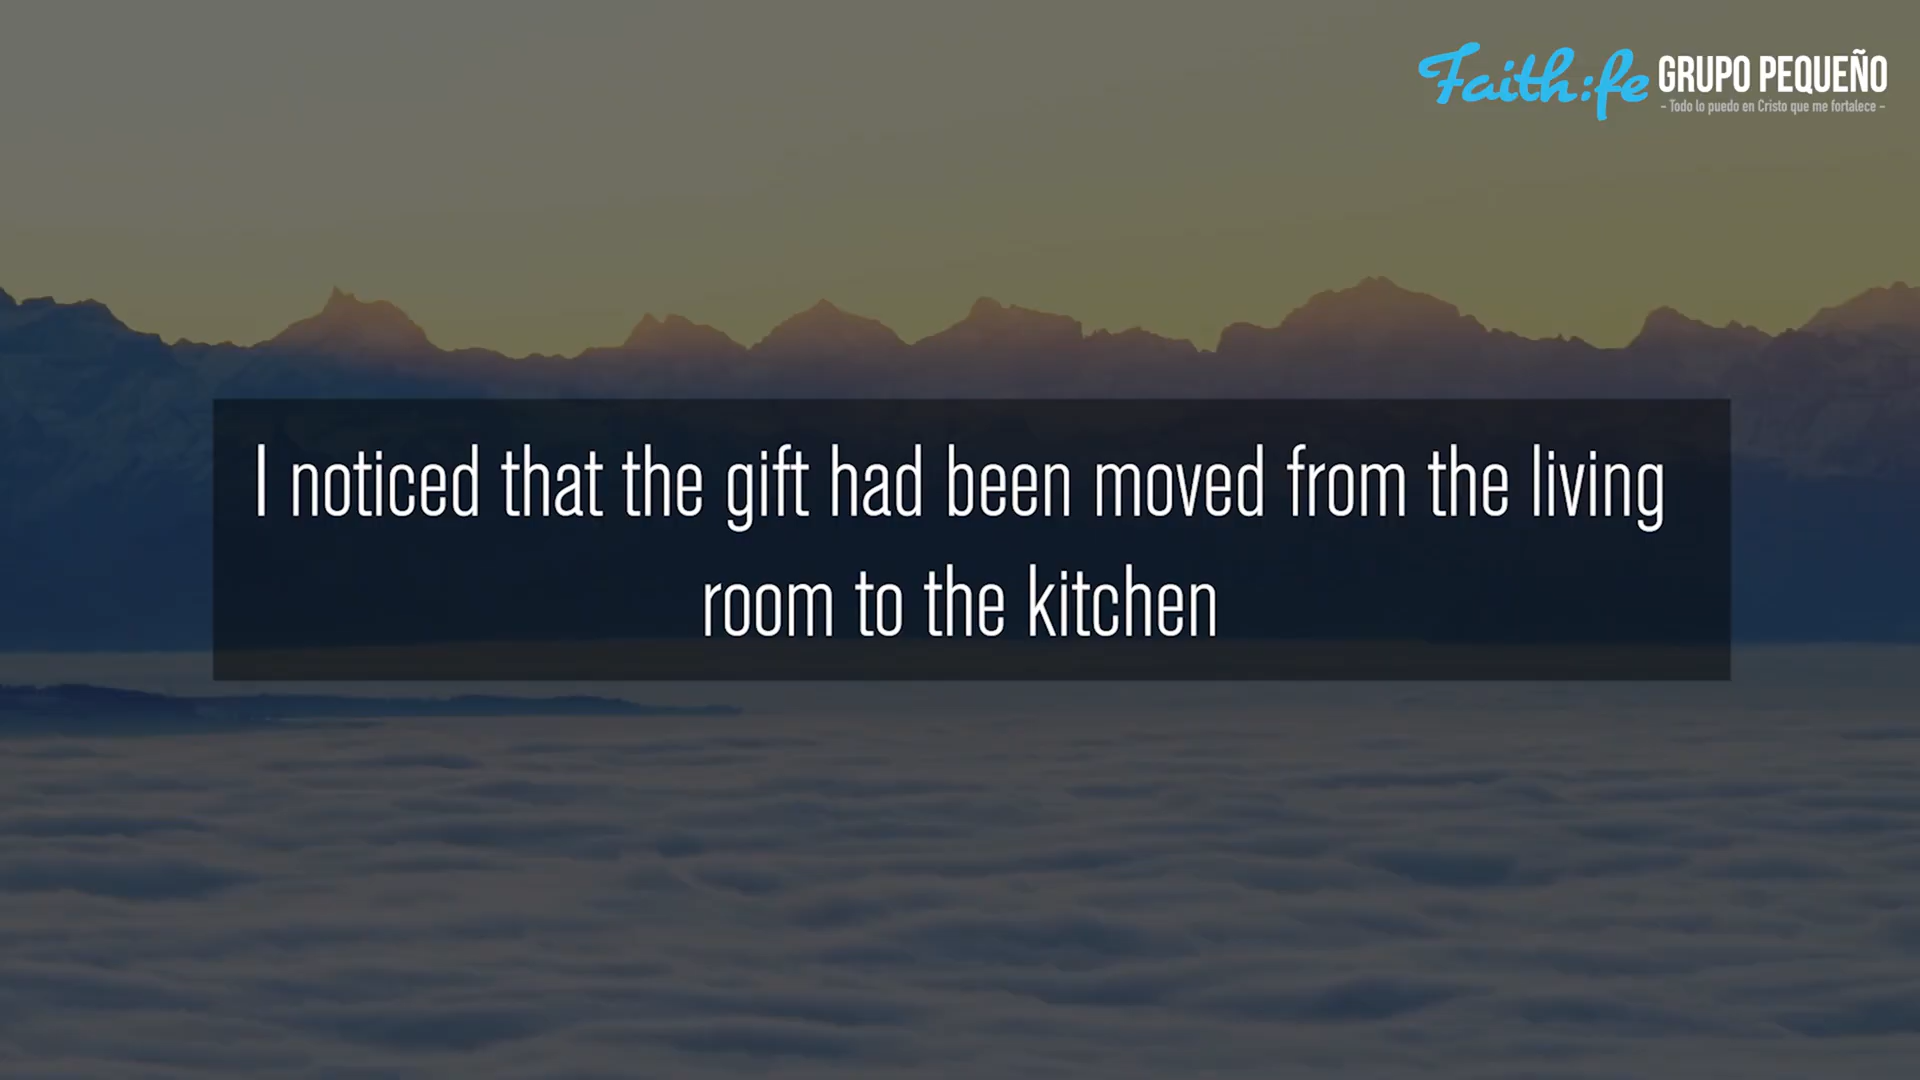 Faith:fe GRUPO PEQUEÑO
- Todo lo puedo en Cristo que me fortalece -
I noticed that the gift had been moved from the living
room to the kitchen